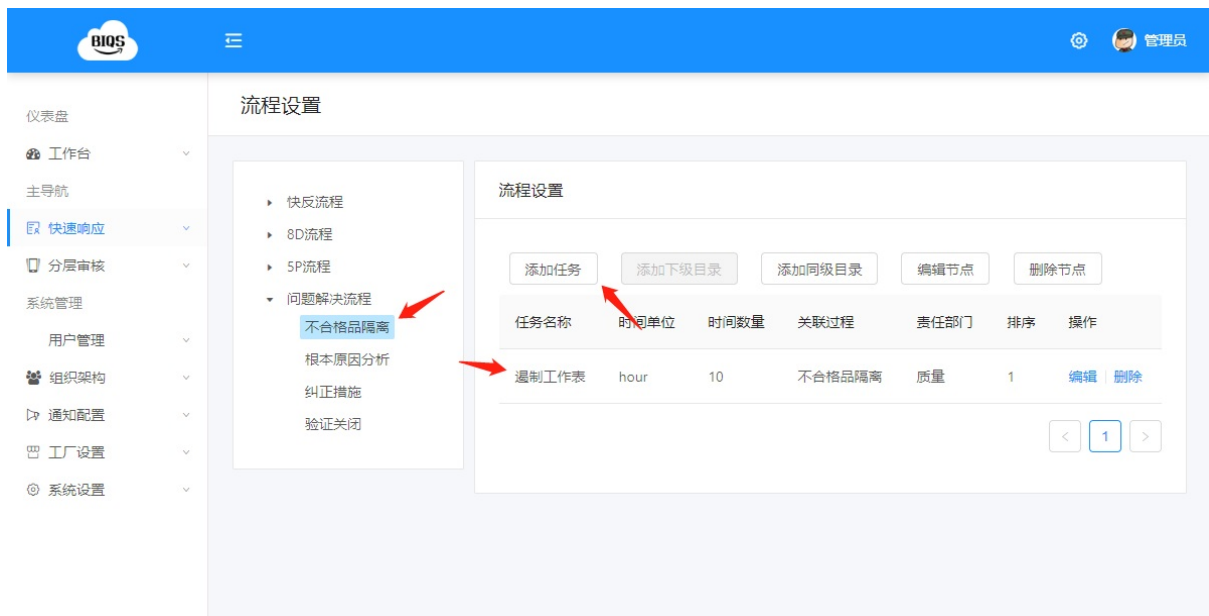 BIQS
管理员
仪表盘
工作台
主导航
快速响应
分层审核
系统管理
用户管理
组织架构
通知配置
工厂设置
系统设置
流程设置
快反流程
8D流程
5P流程
问题解决流程
不合格品隔离
根本原因分析
纠正措施
验证关闭
流程设置
添加任务 添加下级目录 添加同级目录 编辑节点 删除节点
任务名称 时间单位 时间数量 关联过程 责任部门 排序 操作
遏制工作表 hour 10 不合格品隔离 质量 1 编辑 删除
< 1 >